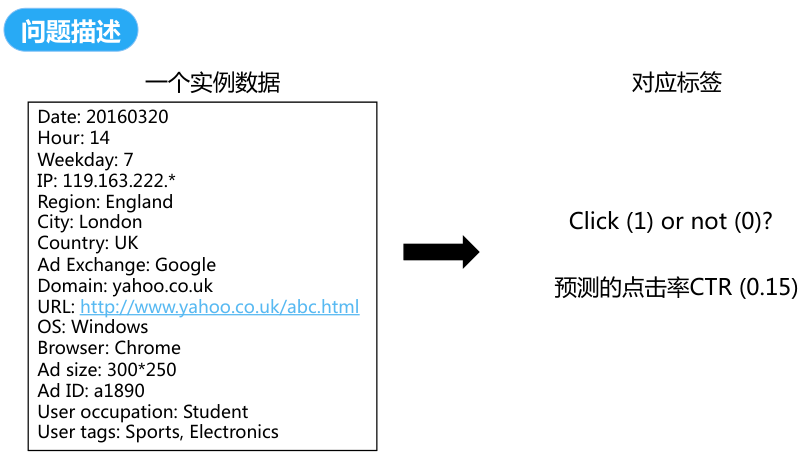 问题描述
一个实例数据
对应标签
Date: 20160320
Hour: 14
Weekday: 7
IP: 119.163.222.*
Region: England
City: London
Country: UK
Ad Exchange: Google
Domain: yahoo.co.uk
URL: http://www.yahoo.co.uk/abc.html
OS: Windows
Browser: Chrome
Ad size: 300*250
Ad ID: a1890
User occupation: Student
User tags: Sports, Electronics
Click (1) or not (0)?
预测的点击率CTR (0.15)